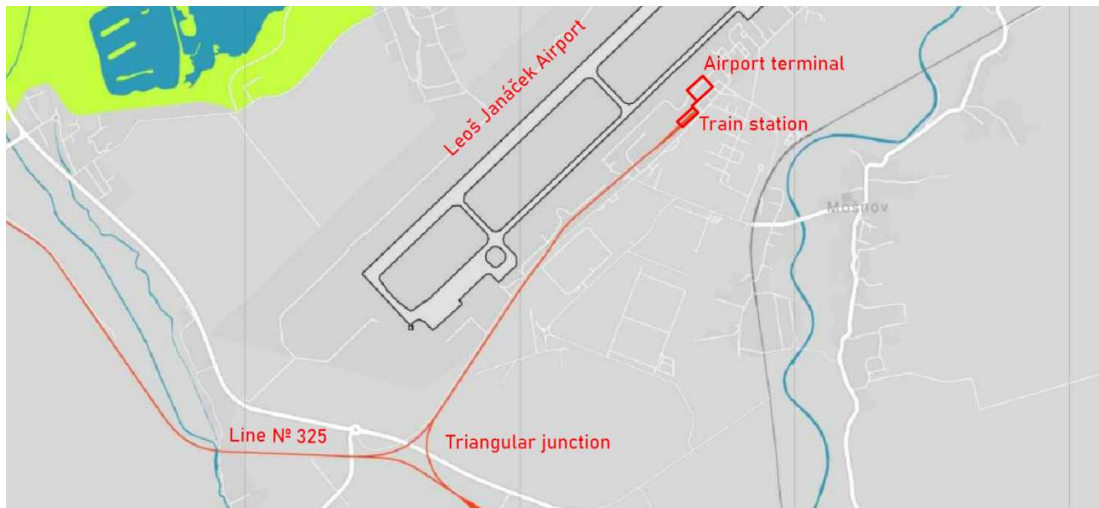 Leoš Janáček Airport
Airport terminal
Train station
Mošnov
Line № 325
Triangular junction